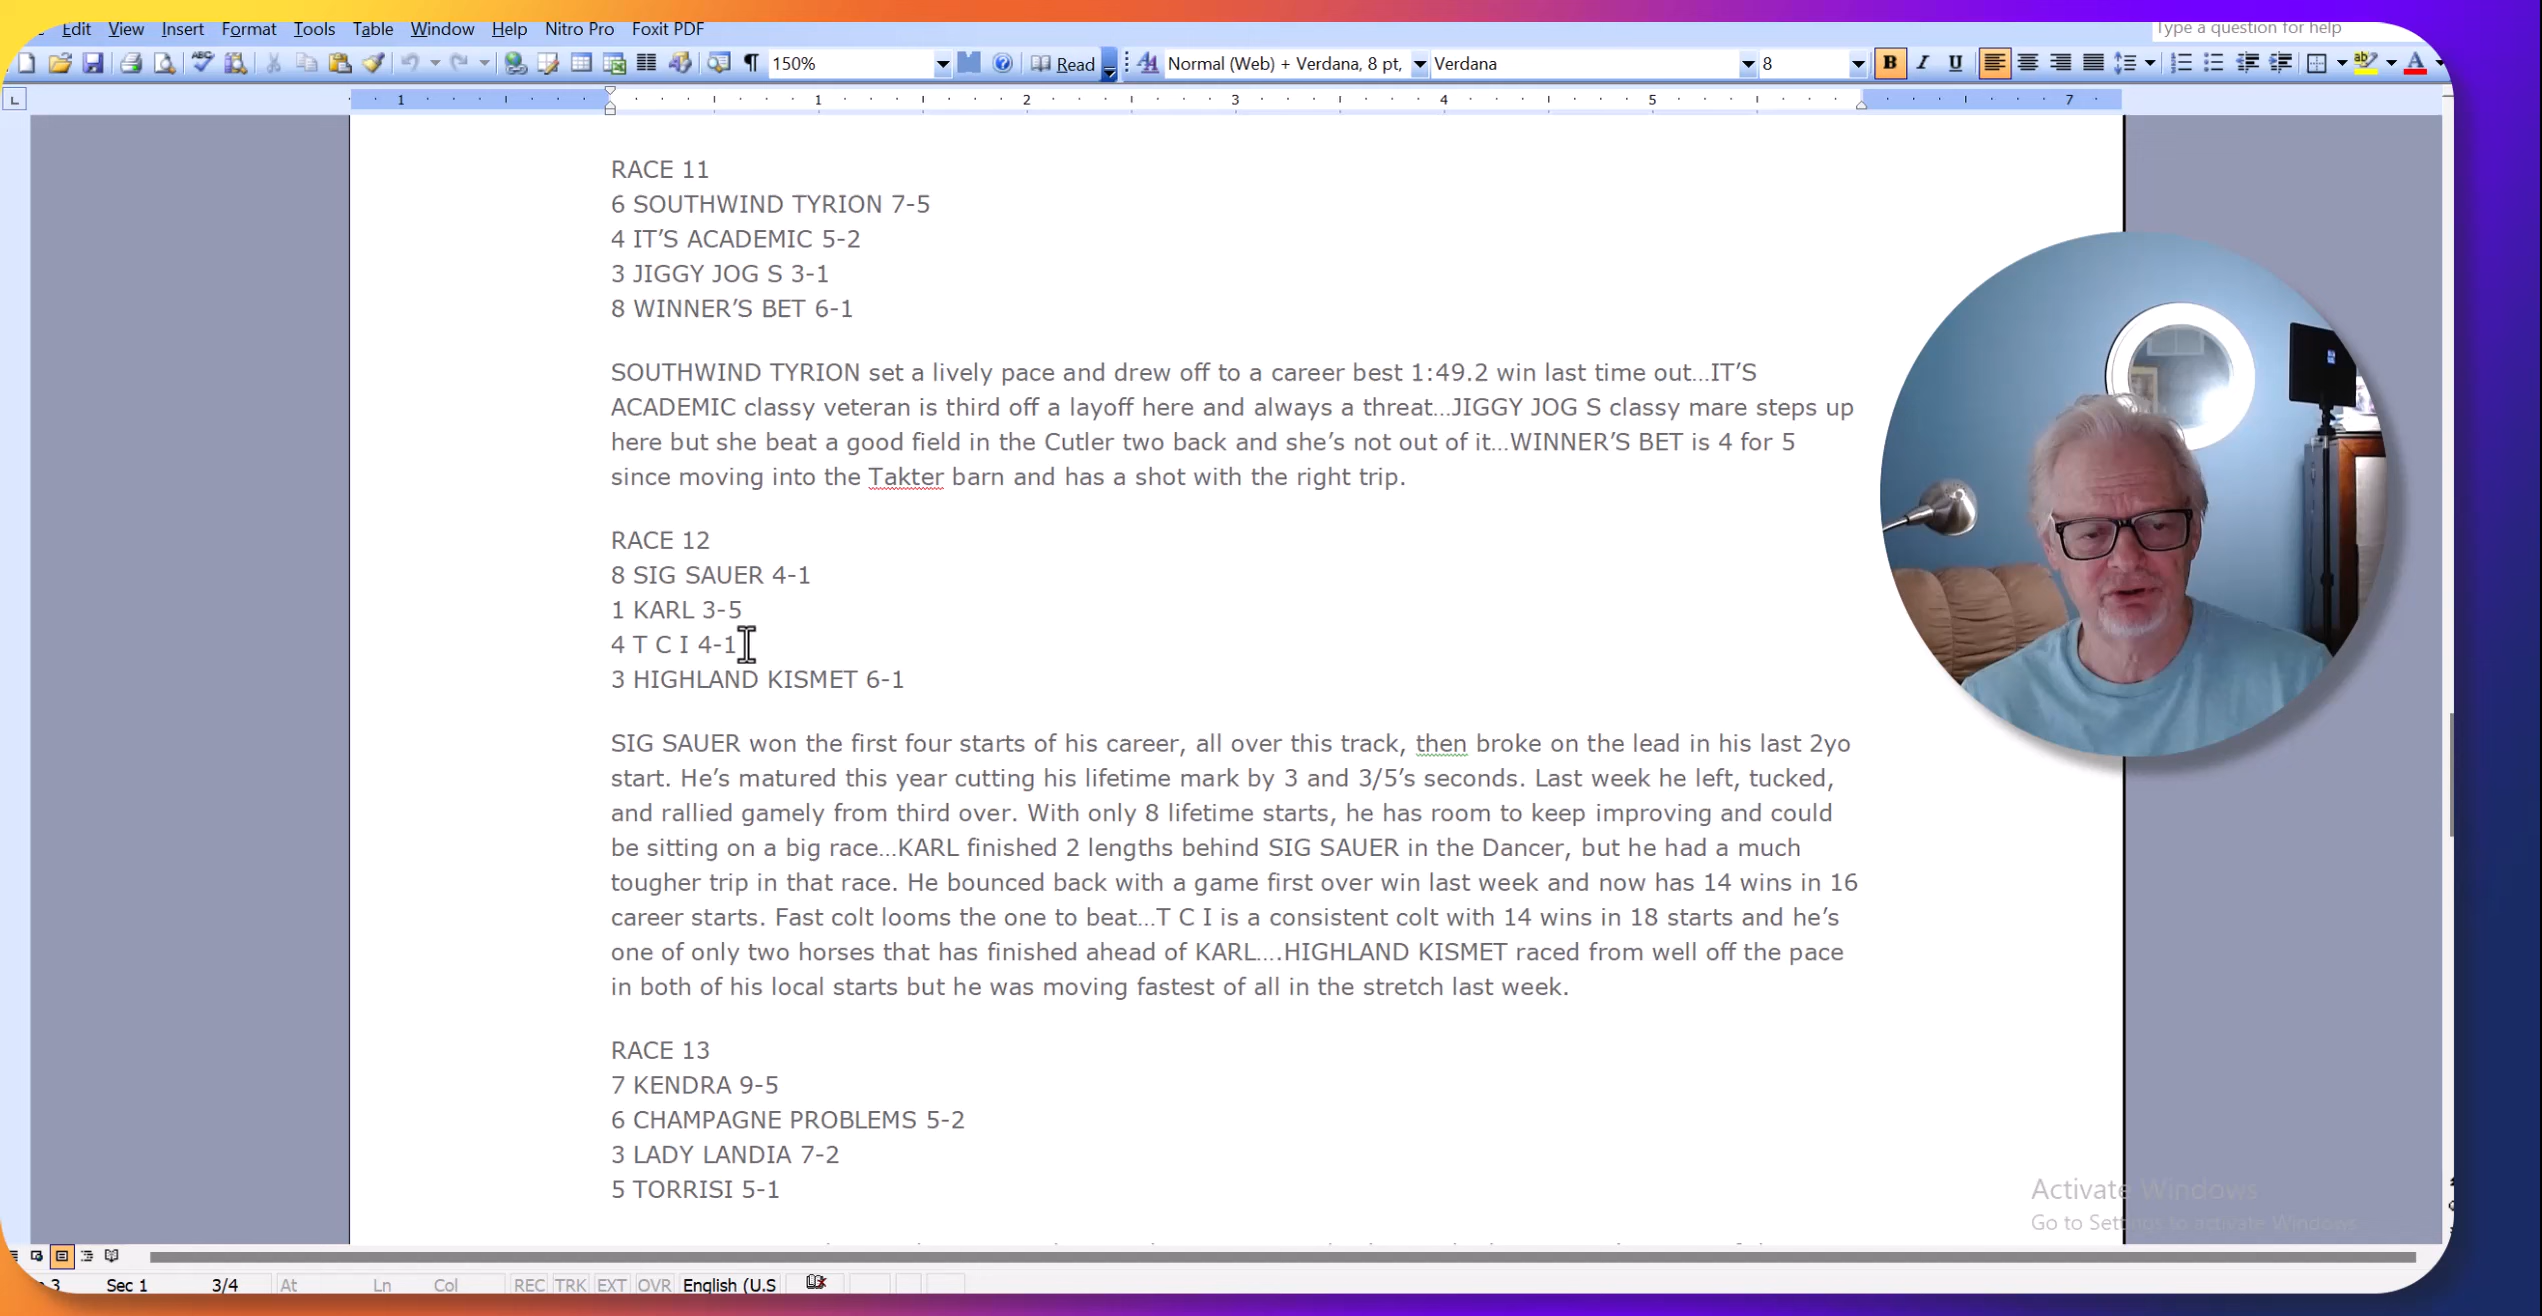 Edit View Insert Format Tools Table Window Help Nitro Pro Foxit PDF Type a question for help
150% Read Normal (Web) + Verdana, 8 pt, Verdana 8 B I U
1 1 2 3 4 5 7
RACE 11
6 SOUTHWIND TYRION 7-5
4 IT’S ACADEMIC 5-2
3 JIGGY JOG S 3-1
8 WINNER’S BET 6-1
SOUTHWIND TYRION set a lively pace and drew off to a career best 1:49.2 win last time out…IT’S
ACADEMIC classy veteran is third off a layoff here and always a threat…JIGGY JOG S classy mare steps up
here but she beat a good field in the Cutler two back and she’s not out of it…WINNER’S BET is 4 for 5
since moving into the Takter barn and has a shot with the right trip.
RACE 12
8 SIG SAUER 4-1
1 KARL 3-5
4 T C I 4-1
3 HIGHLAND KISMET 6-1
SIG SAUER won the first four starts of his career, all over this track, then broke on the lead in his last 2yo
start. He’s matured this year cutting his lifetime mark by 3 and 3/5’s seconds. Last week he left, tucked,
and rallied gamely from third over. With only 8 lifetime starts, he has room to keep improving and could
be sitting on a big race…KARL finished 2 lengths behind SIG SAUER in the Dancer, but he had a much
tougher trip in that race. He bounced back with a game first over win last week and now has 14 wins in 16
career starts. Fast colt looms the one to beat…T C I is a consistent colt with 14 wins in 18 starts and he’s
one of only two horses that has finished ahead of KARL….HIGHLAND KISMET raced from well off the pace
in both of his local starts but he was moving fastest of all in the stretch last week.
RACE 13
7 KENDRA 9-5
6 CHAMPAGNE PROBLEMS 5-2
3 LADY LANDIA 7-2
5 TORRISI 5-1
Activate Windows
Go to Settings to activate Windows.
3 Sec 1 3/4 At Ln Col REC TRK EXT OVR English (U.S